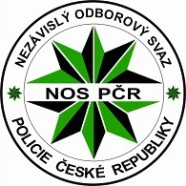 NEZÁVISLÝ ODBOROVÝ SVAZ
NOS PČR
POLICIE ČESKÉ REPUBLIKY